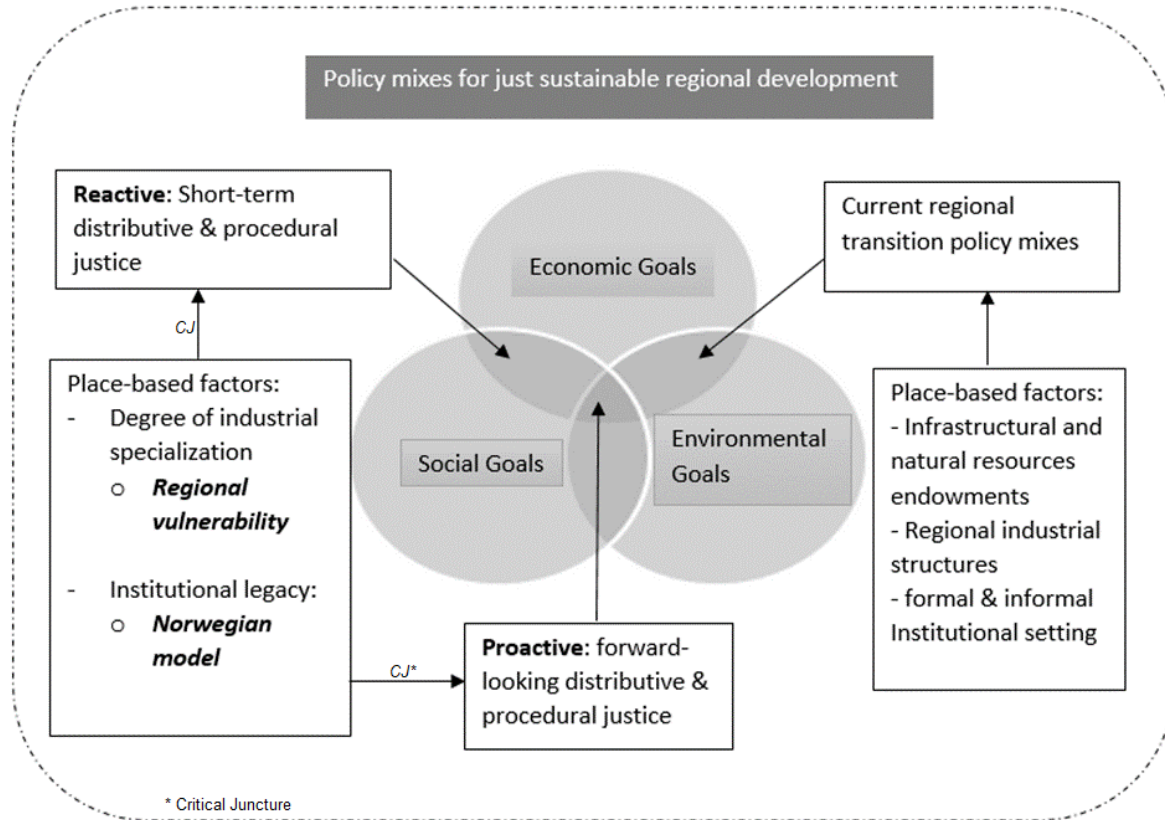 Policy mixes for just sustainable regional development
Reactive: Short-term
distributive & procedural
justice
Current regional
transition policy mixes
Economic Goals
CJ
Place-based factors:
- Degree of industrial
specialization
o Regional
vulnerability
- Institutional legacy:
o Norwegian
model
Social Goals
Environmental
Goals
Place-based factors:
- Infrastructural and
natural resources
endowments
- Regional industrial
structures
- formal & informal
Institutional setting
CJ*
Proactive: forward-
looking distributive &
procedural justice
* Critical Juncture